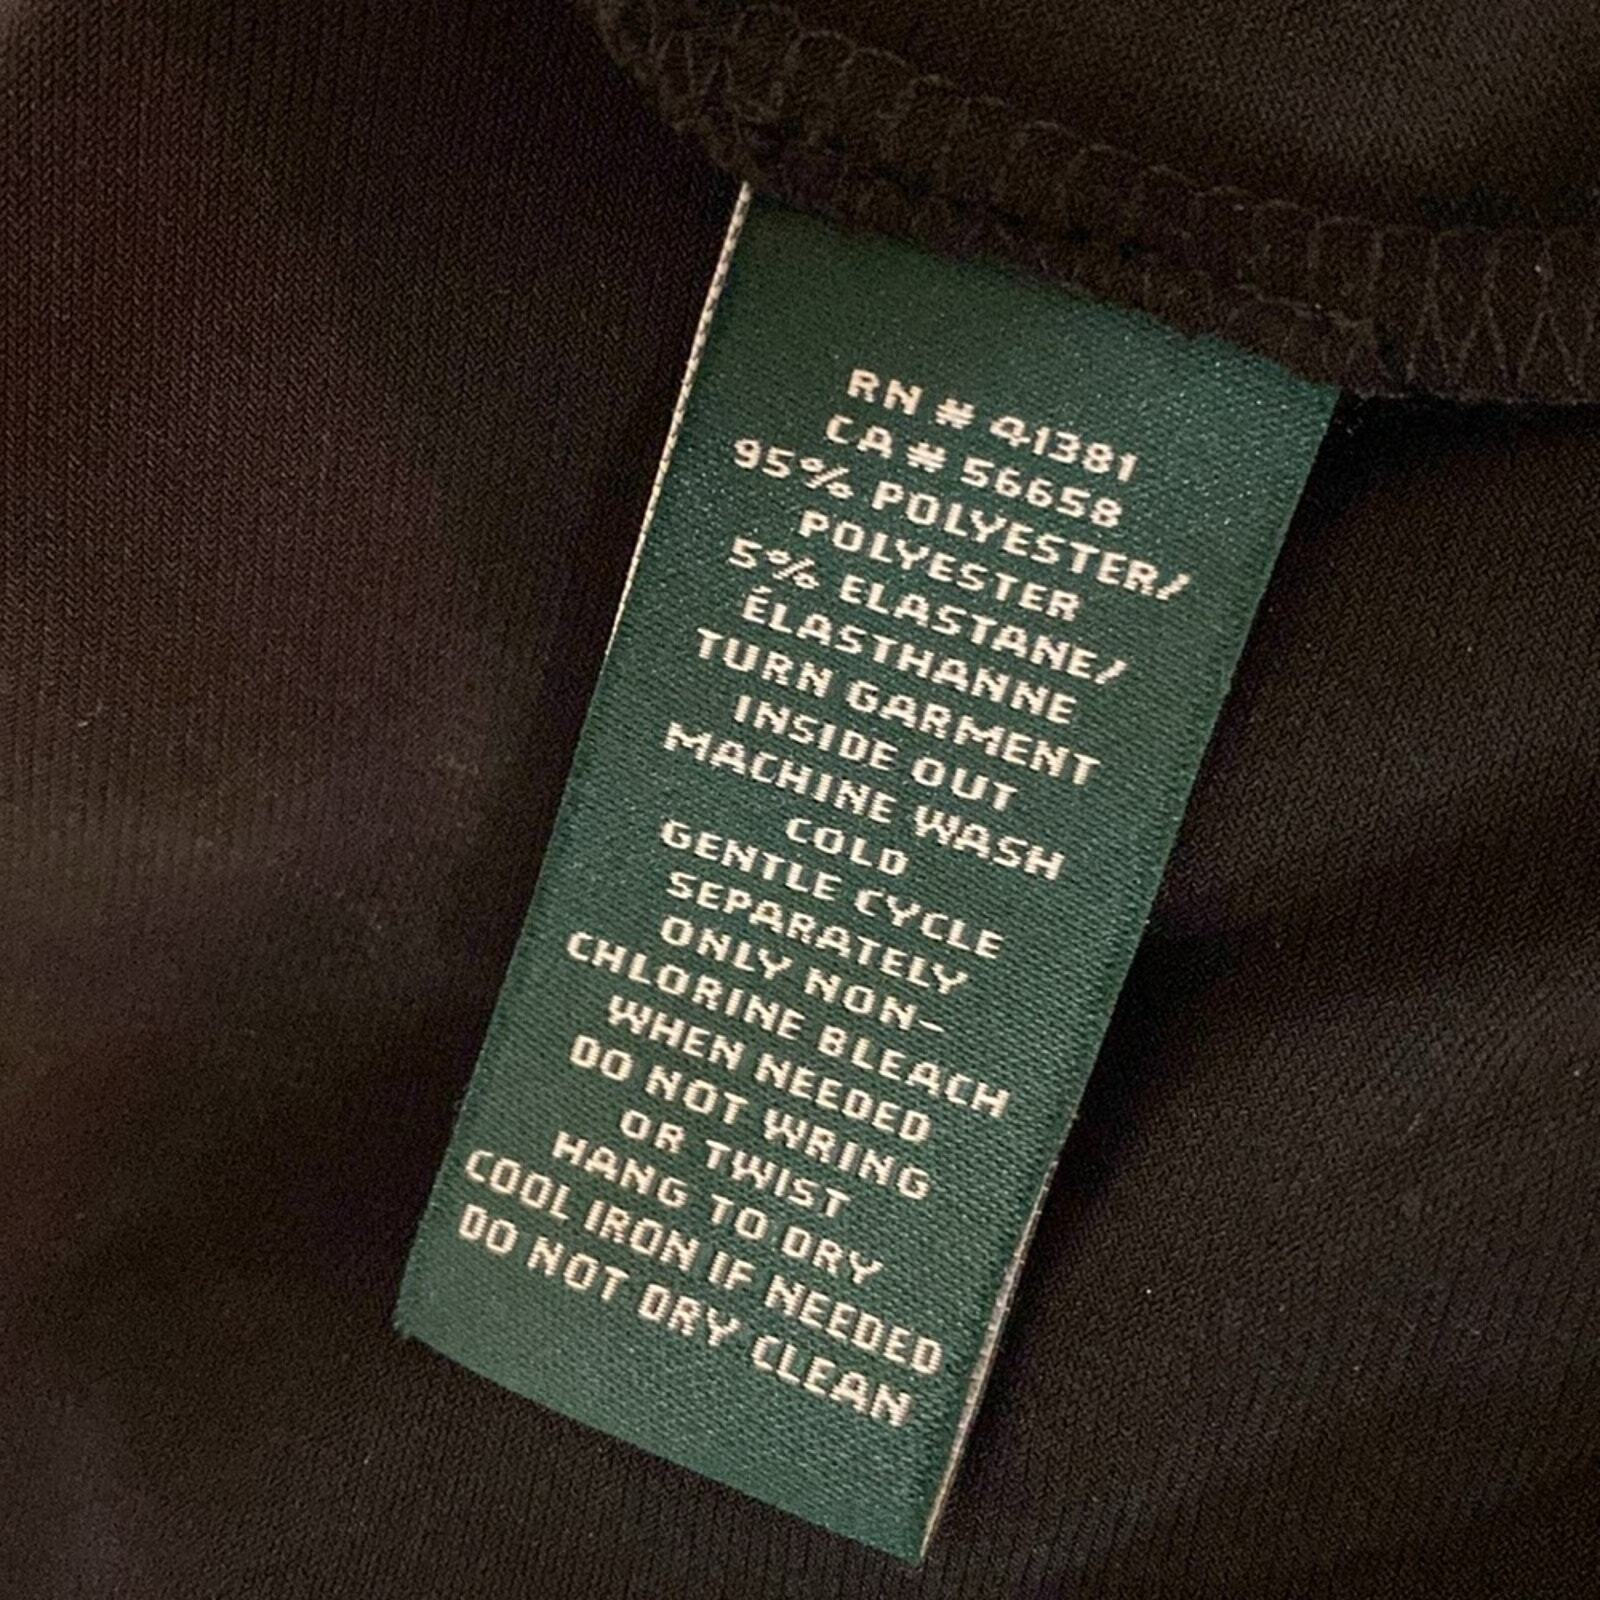 RN # 41381
CA # 56658
95% POLYESTER/
POLYESTER
5% ELASTANE/
ÉLASTHANNE
TURN GARMENT
INSIDE OUT
MACHINE WASH
COLD
GENTLE CYCLE
SEPARATELY
ONLY NON-
CHLORINE BLEACH
WHEN NEEDED
DO NOT WRING
OR TWIST
HANG TO DRY
COOL IRON IF NEEDED
DO NOT DRY CLEAN